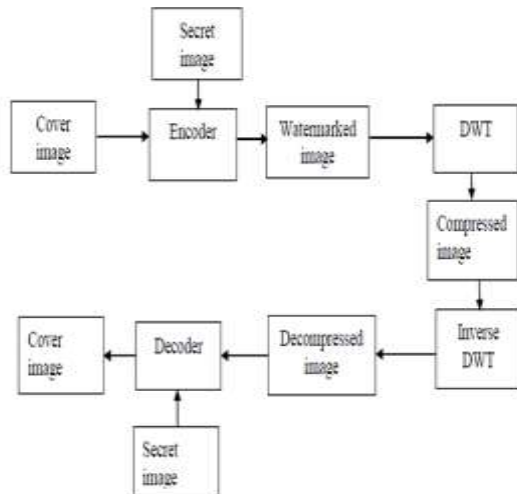 Secret
image
Cover
image
Encoder
Watermarked
image
DWT
Compressed
image
Inverse
DWT
Decompressed
image
Decoder
Cover
image
Secret
image